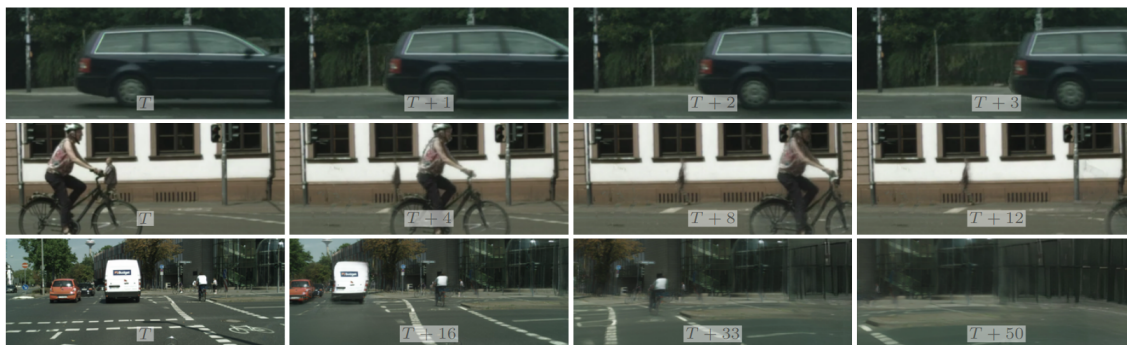 T T + 1 T + 2 T + 3
T T + 4 T + 8 T + 12
T T + 16 T + 33 T + 50